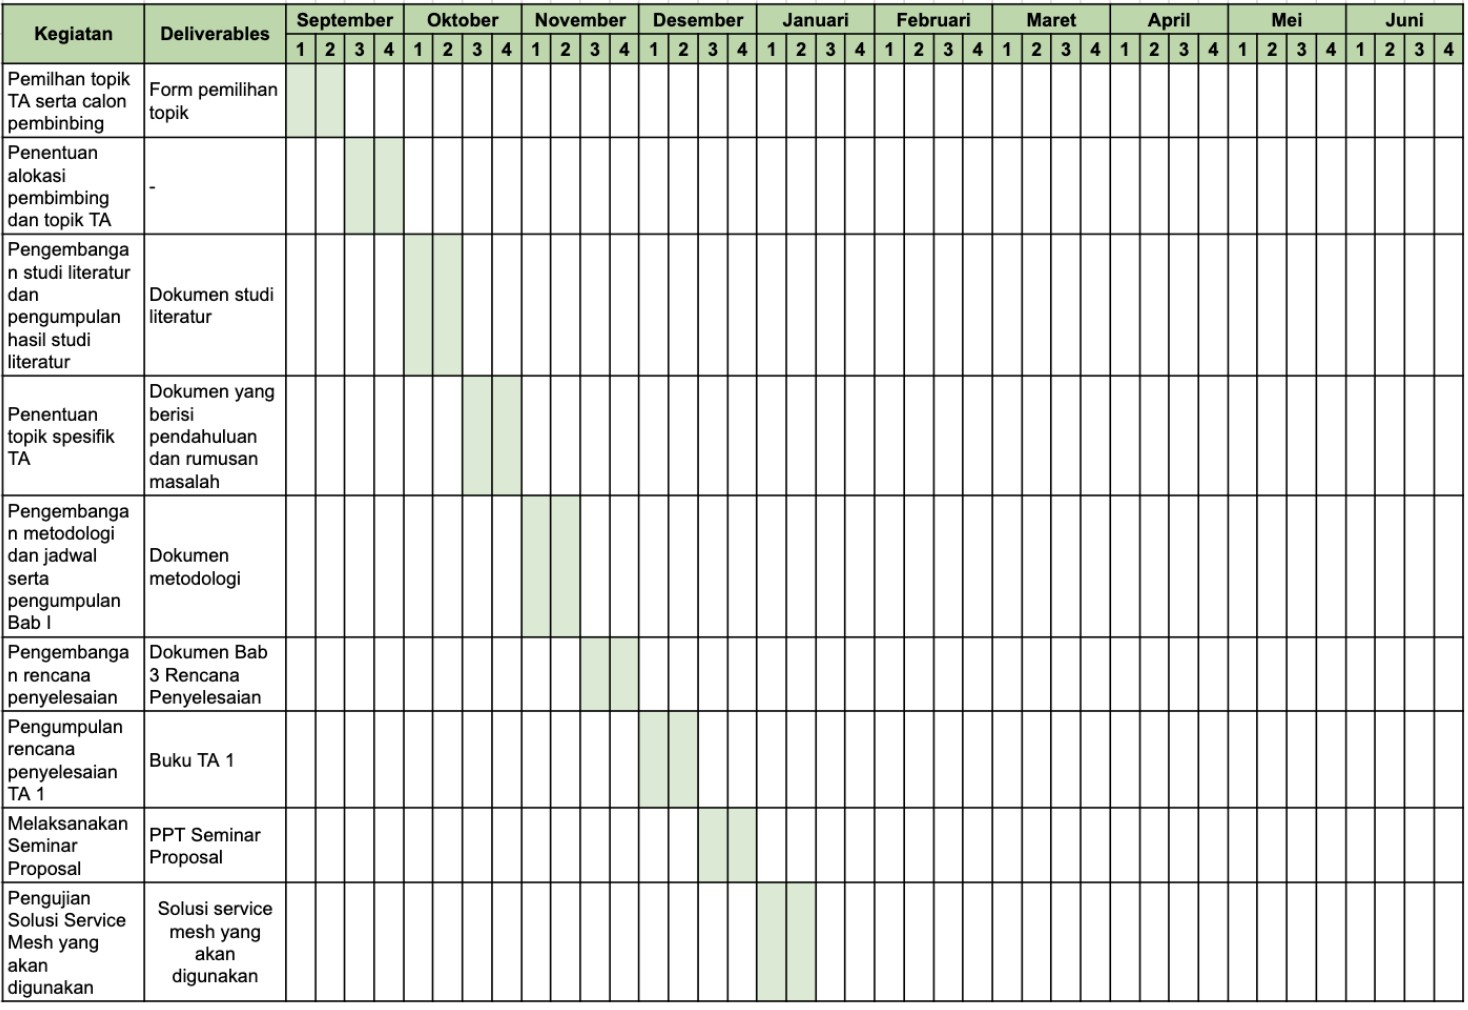 Kegiatan Deliverables September Oktober November Desember Januari Februari Maret April Mei Juni
1 2 3 4 1 2 3 4 1 2 3 4 1 2 3 4 1 2 3 4 1 2 3 4 1 2 3 4 1 2 3 4 1 2 3 4 1 2 3 4
Pemilhan topik
TA serta calon
pembinbing
Form pemilihan
topik
Penentuan
alokasi
pembimbing
dan topik TA
-
Pengembanga
n studi literatur
dan
pengumpulan
hasil studi
literatur
Dokumen studi
literatur
Penentuan
topik spesifik
TA
Dokumen yang
berisi
pendahuluan
dan rumusan
masalah
Pengembanga
n metodologi
dan jadwal
serta
pengumpulan
Bab I
Dokumen
metodologi
Pengembanga
n rencana
penyelesaian
Dokumen Bab
3 Rencana
Penyelesaian
Pengumpulan
rencana
penyelesaian
TA 1
Buku TA 1
Melaksanakan
Seminar
Proposal
PPT Seminar
Proposal
Pengujian
Solusi Service
Mesh yang
akan
digunakan
Solusi service
mesh yang
akan
digunakan